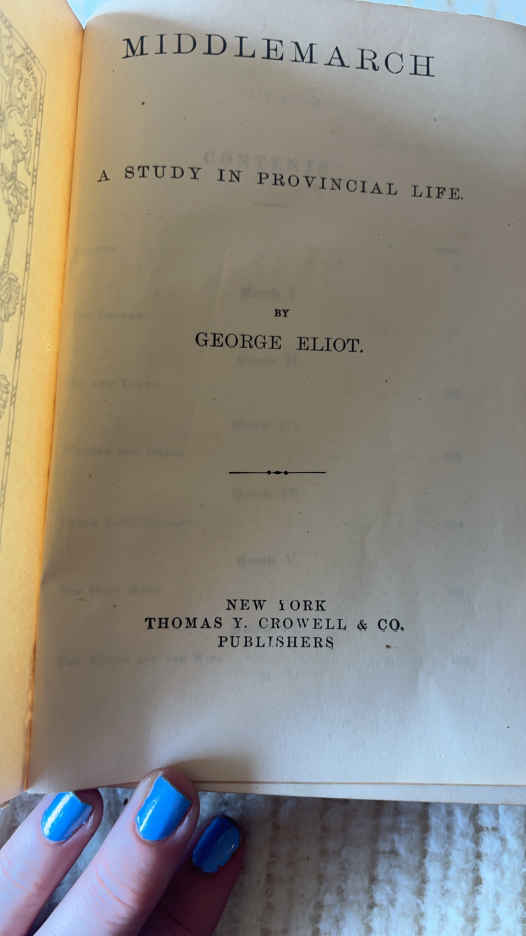 MIDDLEMARCH
A STUDY IN PROVINCIAL LIFE.
BY
GEORGE ELIOT.
NEW YORK
THOMAS Y. CROWELL & CO.
PUBLISHERS